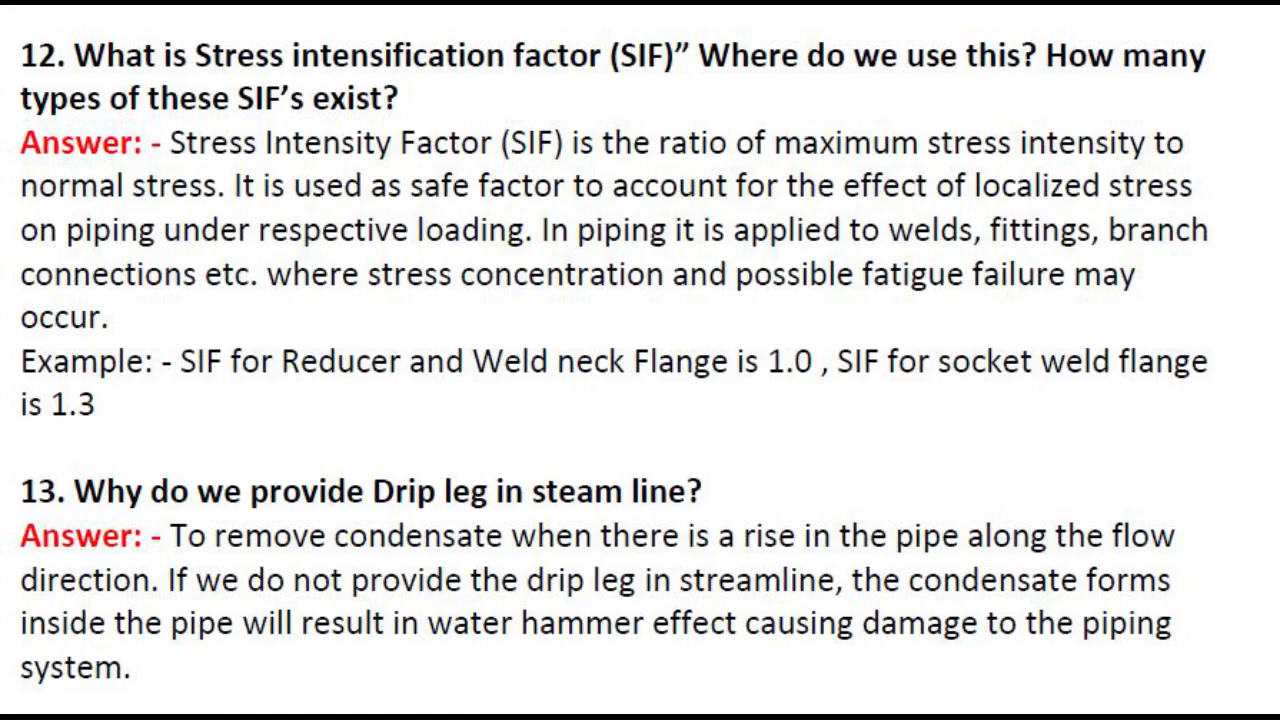 12. What is Stress intensification factor (SIF)” Where do we use this? How many
types of these SIF’s exist?
Answer: - Stress Intensity Factor (SIF) is the ratio of maximum stress intensity to
normal stress. It is used as safe factor to account for the effect of localized stress
on piping under respective loading. In piping it is applied to welds, fittings, branch
connections etc. where stress concentration and possible fatigue failure may
occur.
Example: - SIF for Reducer and Weld neck Flange is 1.0 , SIF for socket weld flange
is 1.3
13. Why do we provide Drip leg in steam line?
Answer: - To remove condensate when there is a rise in the pipe along the flow
direction. If we do not provide the drip leg in streamline, the condensate forms
inside the pipe will result in water hammer effect causing damage to the piping
system.